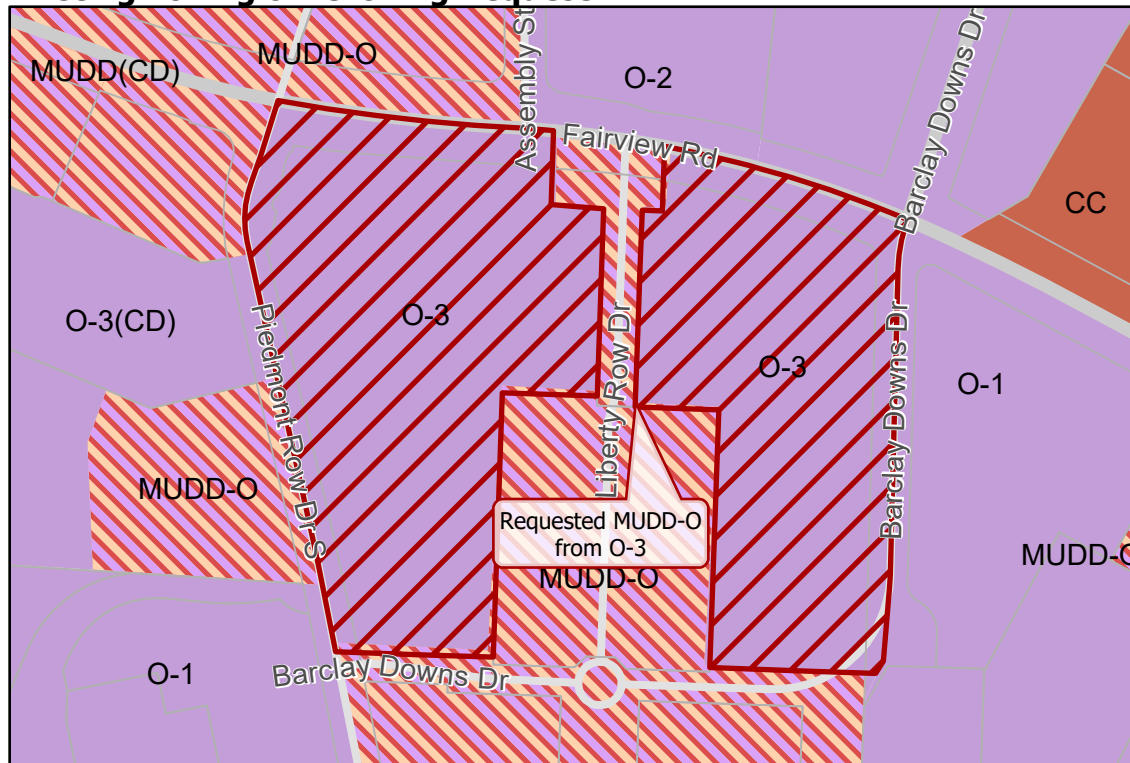 MUDD-O
MUDD(CD)
O-2
Assembly St
Barclay Downs Dr
Fairview Rd
CC
O-3(CD)
O-3
Piedmont Row Dr S
Liberty Row Dr
O-3
Barclay Downs Dr
O-1
MUDD-O
Requested MUDD-O
from O-3
MUDD-O
MUDD-O
O-1
Barclay Downs Dr